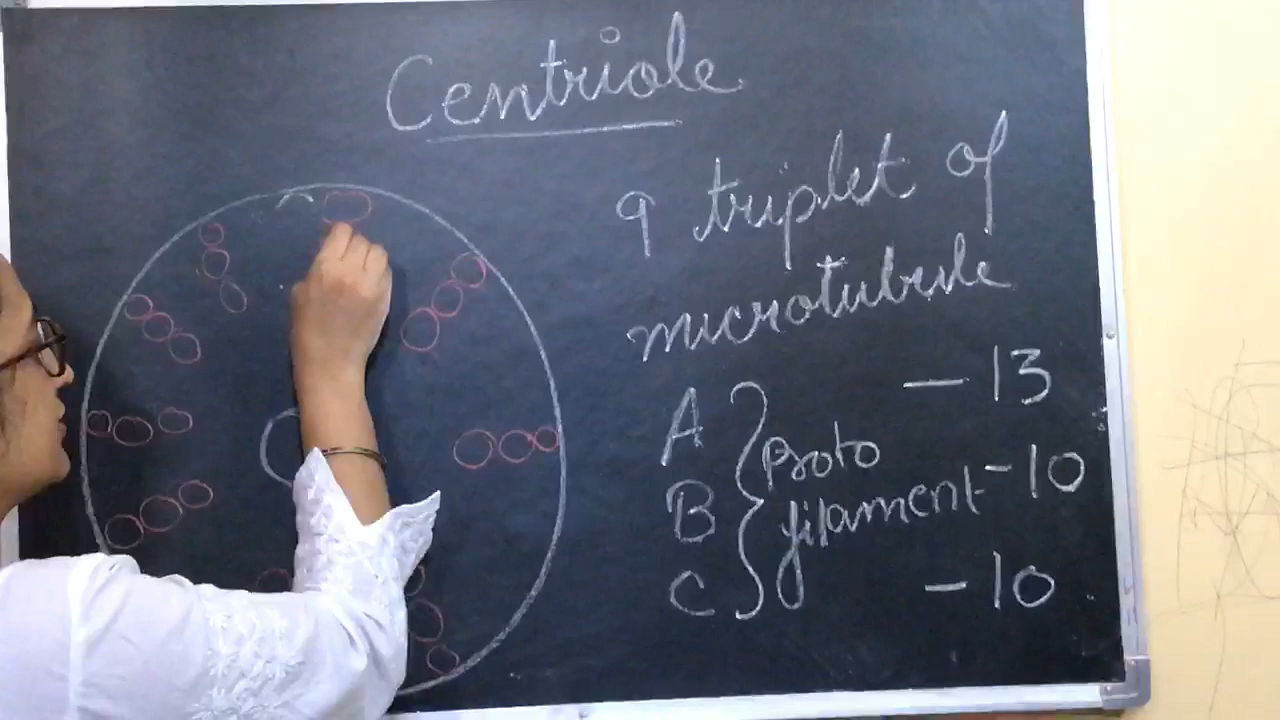 Centriole
9 triplet of
microtubule
A — 13
B } Proto filament - 10
C - 10